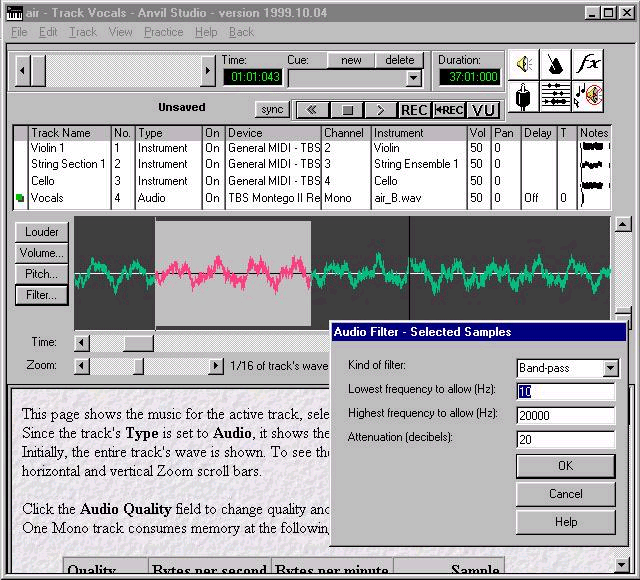 air - Track Vocals - Anvil Studio - version 1999.10.04
File Edit Track View Practice Help Back
Time: Cue: new delete Duration:
01:01:043 37:01:000
Unsaved sync REC REC VU
Track Name No. Type On Device Channel Instrument Vol Pan Delay T Notes
Violin 1 1 Instrument On General MIDI - TBS 2 Violin 50 0
String Section 1 2 Instrument On General MIDI - TBS 3 String Ensemble 1 50 0
Cello 3 Instrument On General MIDI - TBS 4 Cello 50 0
Vocals 4 Audio On TBS Montego II Re Mono air_B.wav 50 0 Off 0
Louder
Volume...
Pitch...
Filter...
Time:
Zoom: 1/16 of track's wave
Audio Filter - Selected Samples
Kind of filter: Band-pass
Lowest frequency to allow (Hz): 10
Highest frequency to allow (Hz): 20000
Attenuation (decibels): 20
OK
Cancel
Help
This page shows the music for the active track, sele
Since the track's Type is set to Audio, it shows the
Initially, the entire track's wave is shown. To see the
horizontal and vertical Zoom scroll bars.
Click the Audio Quality field to change quality and
One Mono track consumes memory at the following
Quality Bytes per second Bytes per minute Sample